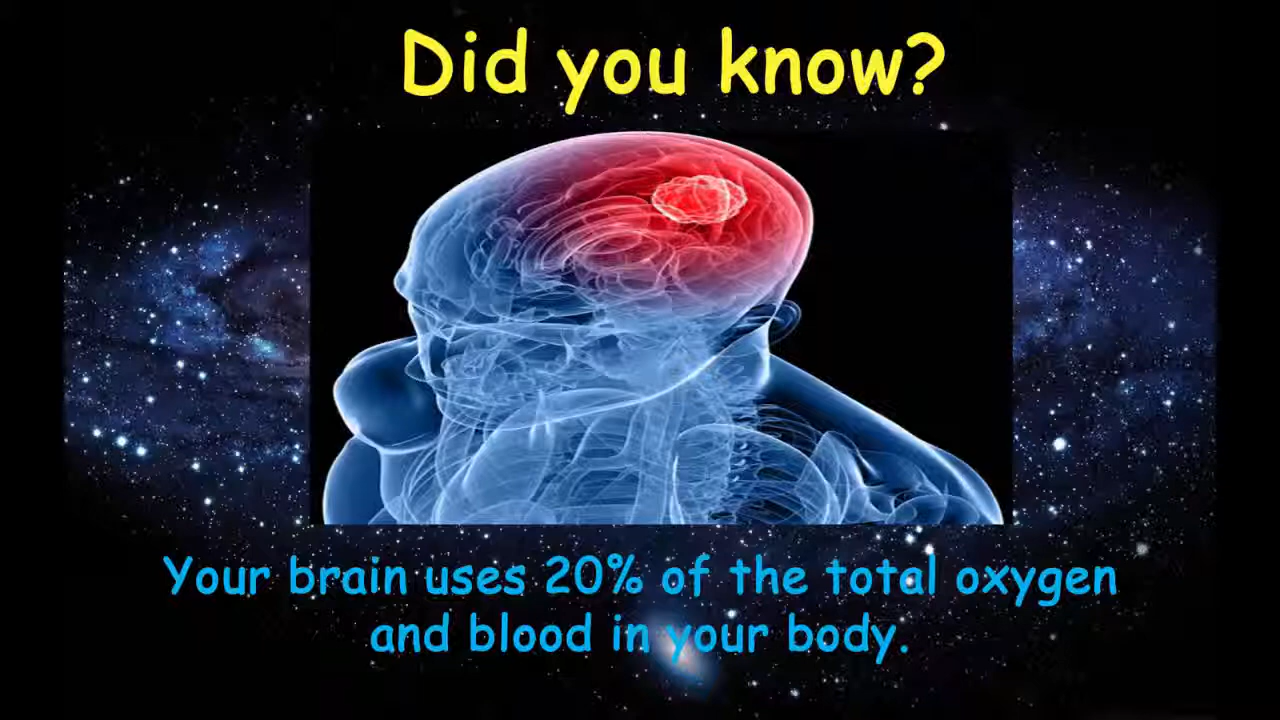 Did you know?
Your brain uses 20% of the total oxygen
and blood in your body.